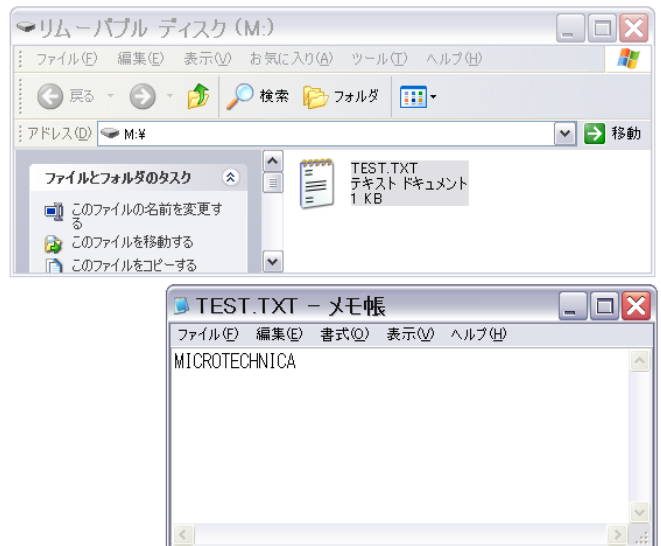 リムーバブル ディスク (M:)
ファイル(F) 編集(E) 表示(V) お気に入り(A) ツール(T) ヘルプ(H)
戻る 検索 フォルダ
アドレス(D) M:¥ 移動
ファイルとフォルダのタスク
このファイルの名前を変更す
る
このファイルを移動する
このファイルをコピーする
TEST.TXT
テキスト ドキュメント
1 KB
TEST.TXT - メモ帳
ファイル(F) 編集(E) 書式(O) 表示(V) ヘルプ(H)
MICROTECHNICA